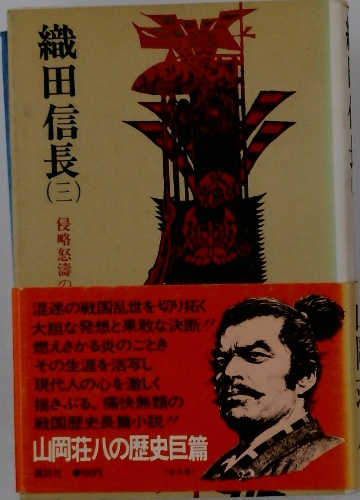 織田信長
(三)
侵略怒濤の
混迷の戦国乱世を切り拓く
大胆な発想と果敢な決断!!
燃えさかる炎のごとき
その生涯を活写し
現代人の心を激しく
揺さぶる、痛快無類の
戦国歴史長篇小説!!
山岡荘八の歴史巨篇
講談社